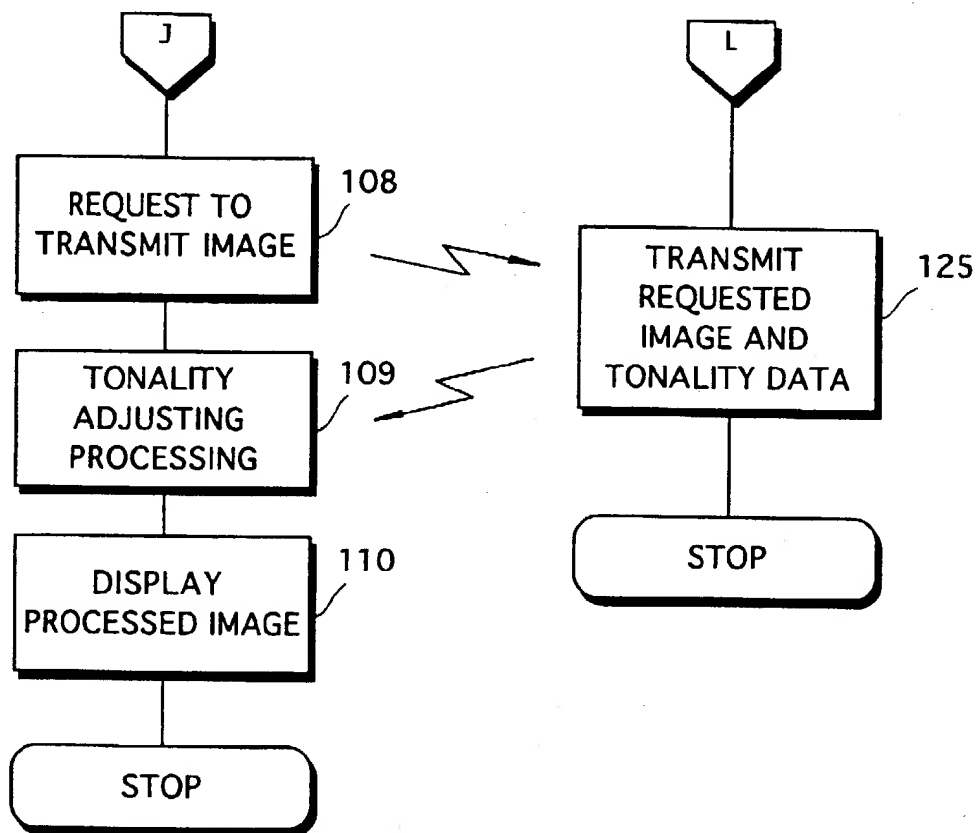 J
REQUEST TO
TRANSMIT IMAGE
108
TONALITY
ADJUSTING
PROCESSING
109
DISPLAY
PROCESSED IMAGE
110
STOP
L
TRANSMIT
REQUESTED
IMAGE AND
TONALITY DATA
125
STOP